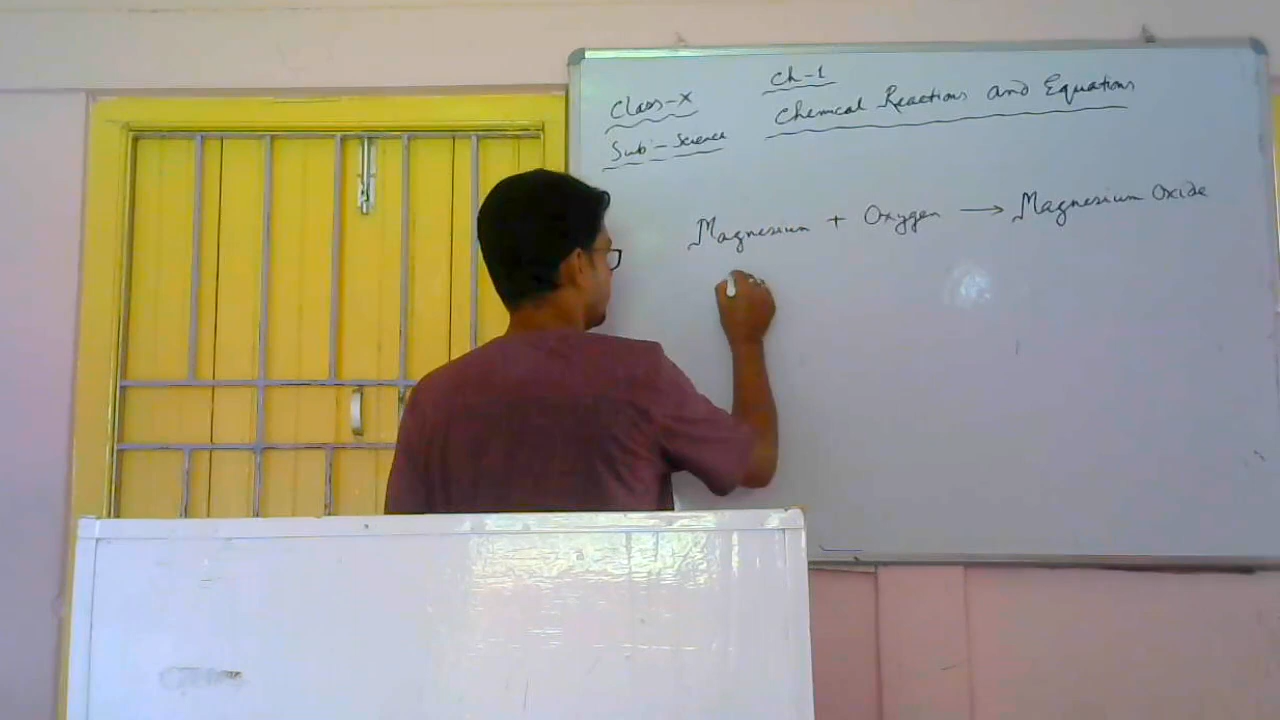 Class-X
Ch-1
Chemical Reactions and Equations
Sub:- Science
Magnesium + Oxygen → Magnesium Oxide